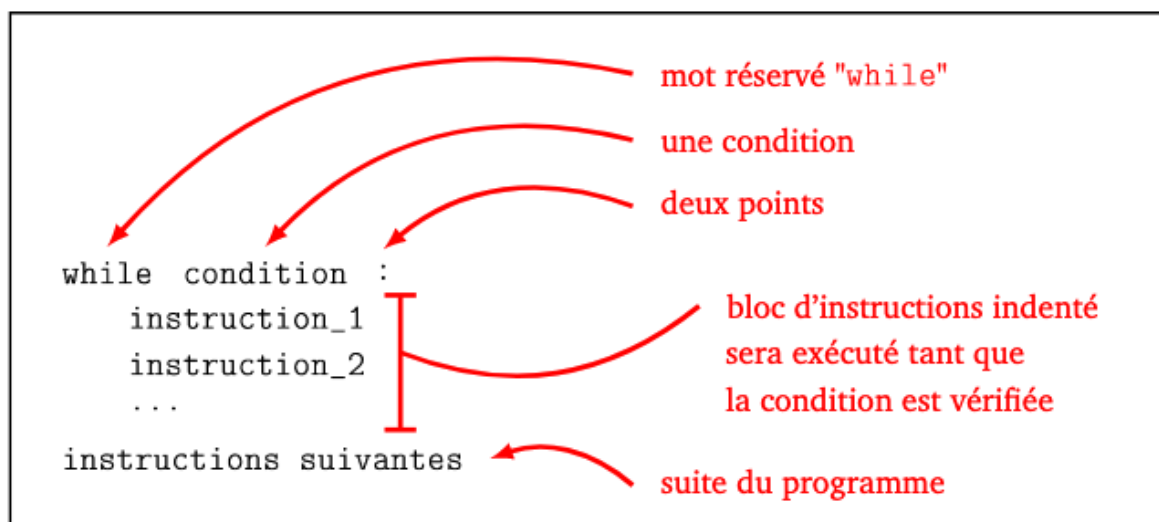 mot réservé "while"
une condition
deux points
while condition :
instruction_1
instruction_2
...
instructions suivantes
bloc d'instructions indenté
sera exécuté tant que
la condition est vérifiée
suite du programme